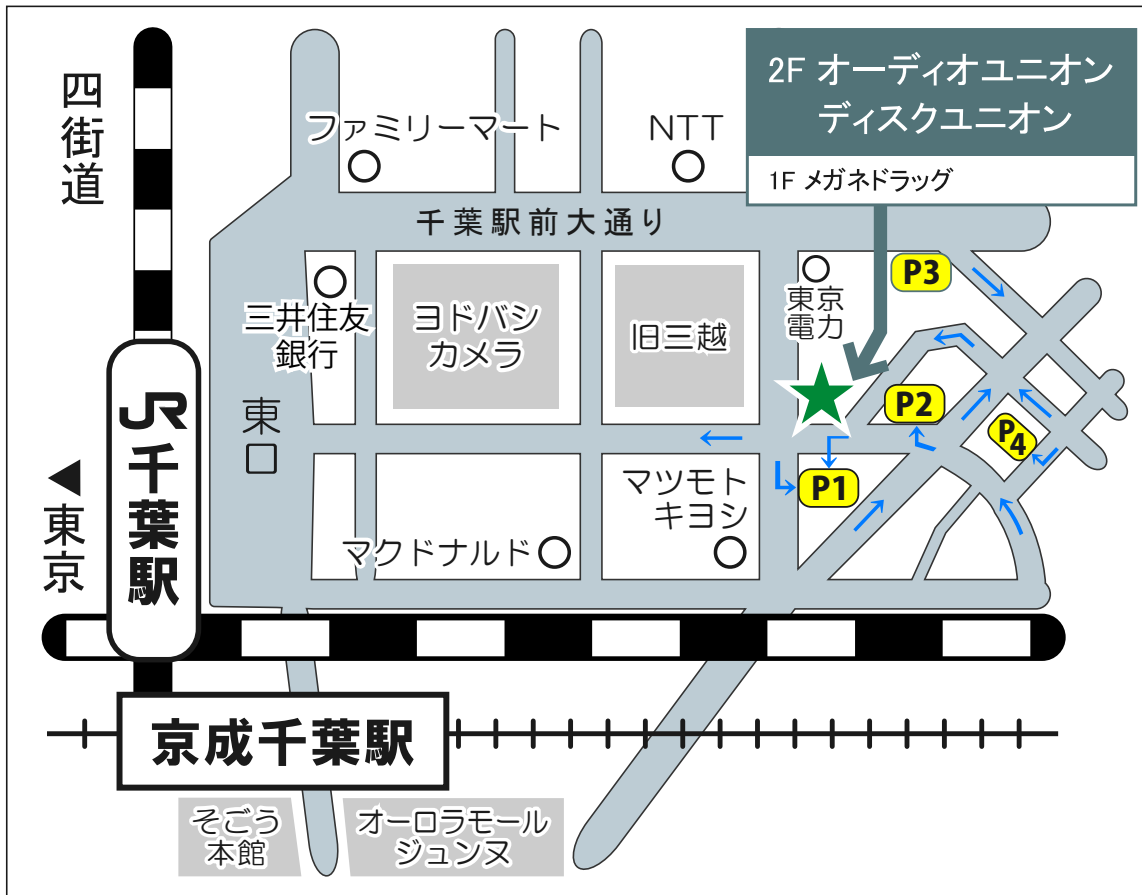 四街道
ファミリーマート
NTT
2F オーディオユニオン
ディスクユニオン
1F メガネドラッグ
千葉駅前大通り
三井住友
銀行
ヨドバシ
カメラ
旧三越
東京
電力
P3
P2
P4
P1
JR千葉駅
東口
◀東京
マツモト
キヨシ
マクドナルド
京成千葉駅
そごう
本館
オーロラモール
ジュンヌ